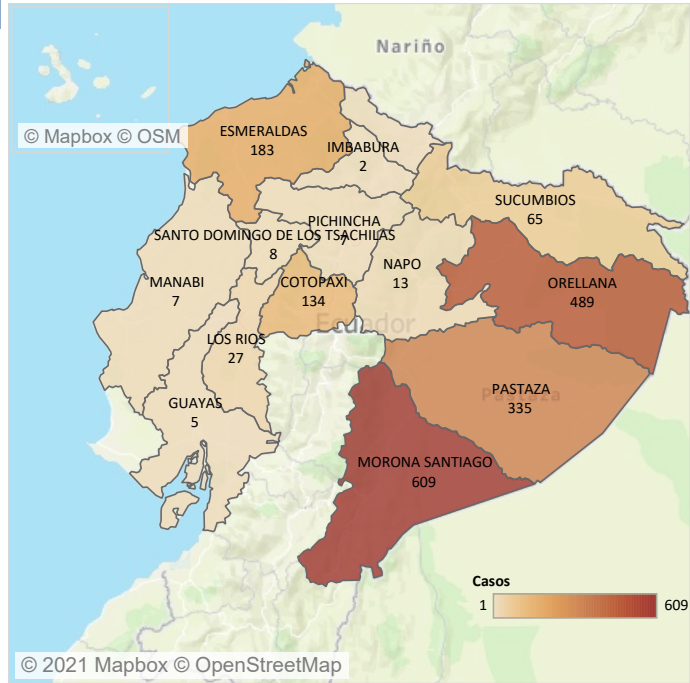 Nariño
© Mapbox © OSM
ESMERALDAS
183
IMBABURA
2
SUCUMBIOS
65
PICHINCHA
7
SANTO DOMINGO DE LOS TSACHILAS
8
NAPO
13
COTOPAXI
134
MANABI
7
ORELLANA
489
Ecuador
LOS RIOS
27
PASTAZA
Pastaza
335
GUAYAS
5
MORONA SANTIAGO
609
Casos
1
609
© 2021 Mapbox © OpenStreetMap